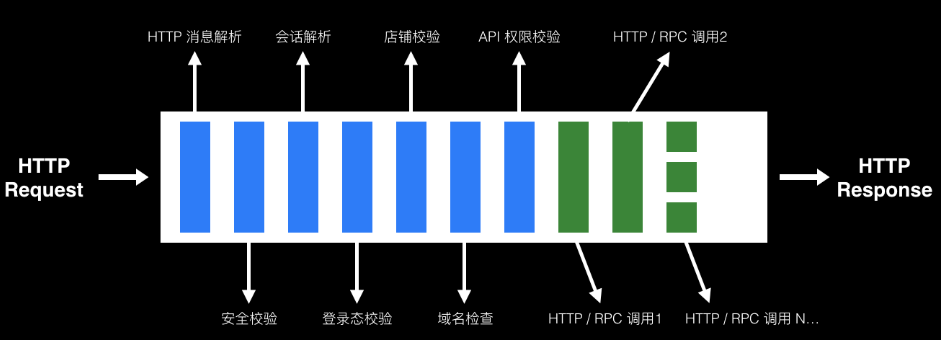 HTTP 消息解析
会话解析
店铺校验
API 权限校验
HTTP / RPC 调用2
HTTP
Request
HTTP
Response
安全校验
登录态校验
域名检查
HTTP / RPC 调用1
HTTP / RPC 调用 N...